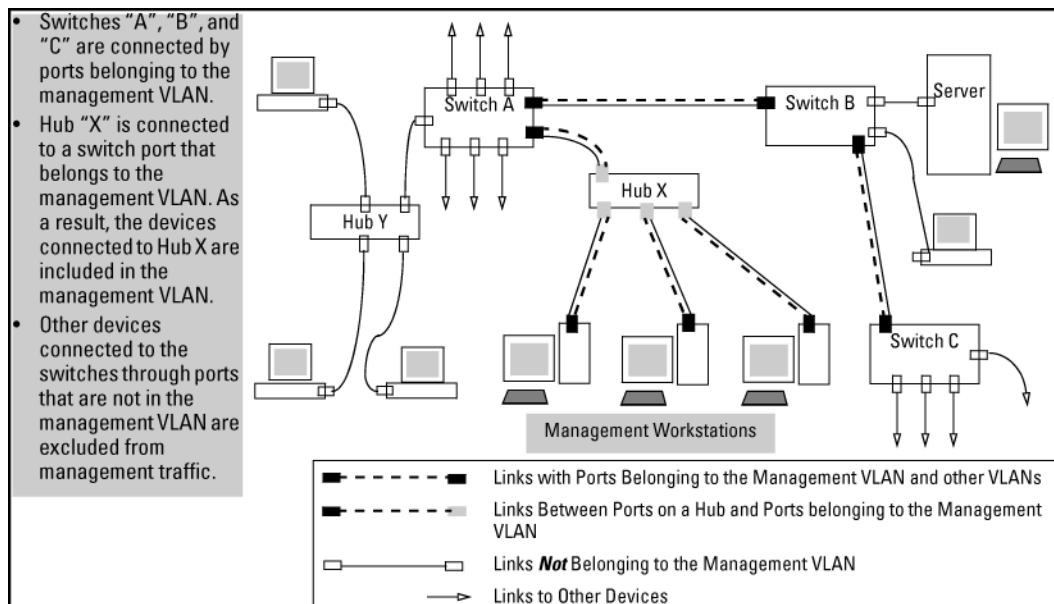 • Switches “A”, “B”, and
“C” are connected by
ports belonging to the
management VLAN.
• Hub “X” is connected
to a switch port that
belongs to the
management VLAN. As
a result, the devices
connected to Hub X are
included in the
management VLAN.
• Other devices
connected to the
switches through ports
that are not in the
management VLAN are
excluded from
management traffic.
Switch A
Switch B
Server
Hub X
Hub Y
Switch C
Management Workstations
Links with Ports Belonging to the Management VLAN and other VLANs
Links Between Ports on a Hub and Ports belonging to the Management
VLAN
Links Not Belonging to the Management VLAN
Links to Other Devices